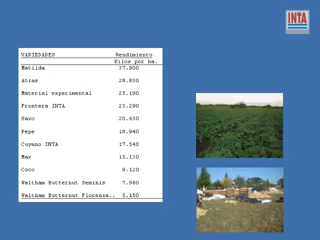 INTA
VARIEDADES Rendimiento
Kilos por ha.
Matilda 37.900
Atlas 28.830
Material experimental 25.190
Frontera INTA 23.290
Saxo 20.630
Pepe 18.940
Cuyano INTA 17.540
Max 15.130
Coco 9.120
Waltham Butternut Seminis 7.960
Waltham Butternut Florenza.. 5.150